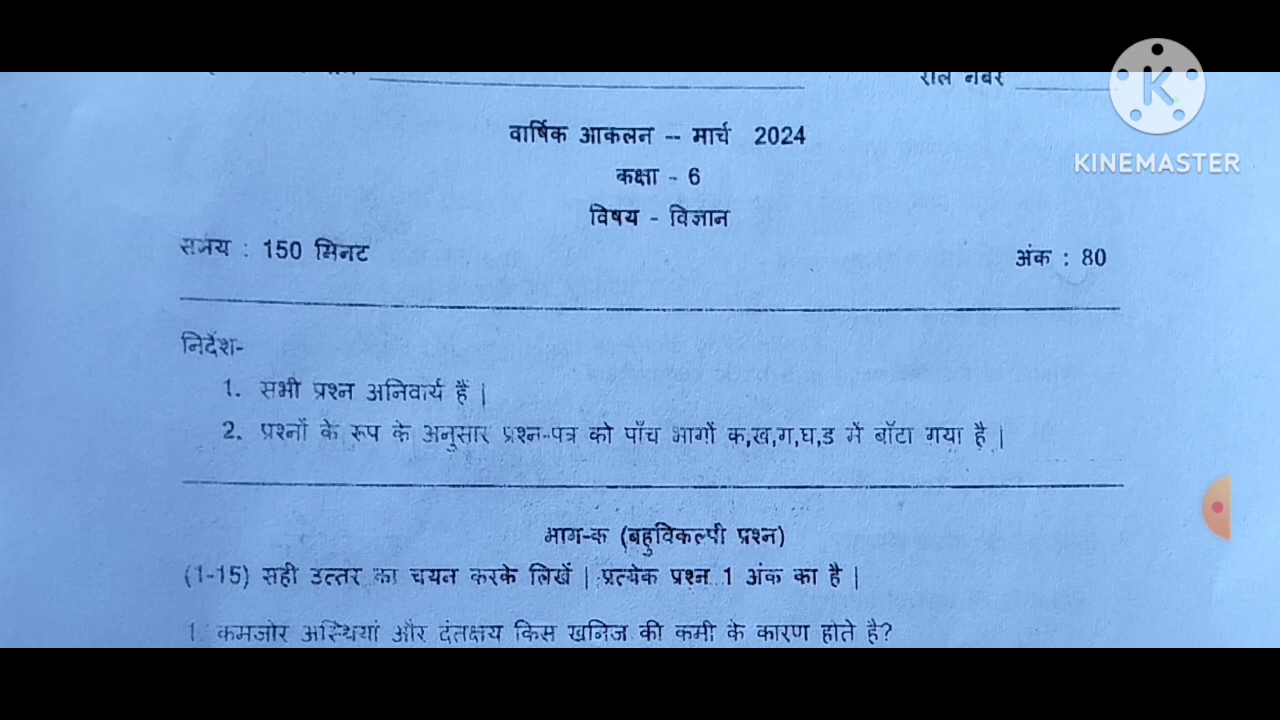 रोल नंबर
KINEMASTER
वार्षिक आकलन -- मार्च 2024
कक्षा - 6
विषय - विज्ञान
समय : 150 मिनट
अंक : 80
निर्देश-
1. सभी प्रश्न अनिवार्य हैं |
2. प्रश्नों के रूप के अनुसार प्रश्न-पत्र को पाँच भागों क,ख,ग,घ,ड में बाँटा गया है |
भाग-क (बहुविकल्पी प्रश्न)
(1-15) सही उत्तर का चयन करके लिखें | प्रत्येक प्रश्न 1 अंक का है |
1. कमजोर अस्थियां और दंतक्षय किस खनिज की कमी के कारण होते है?